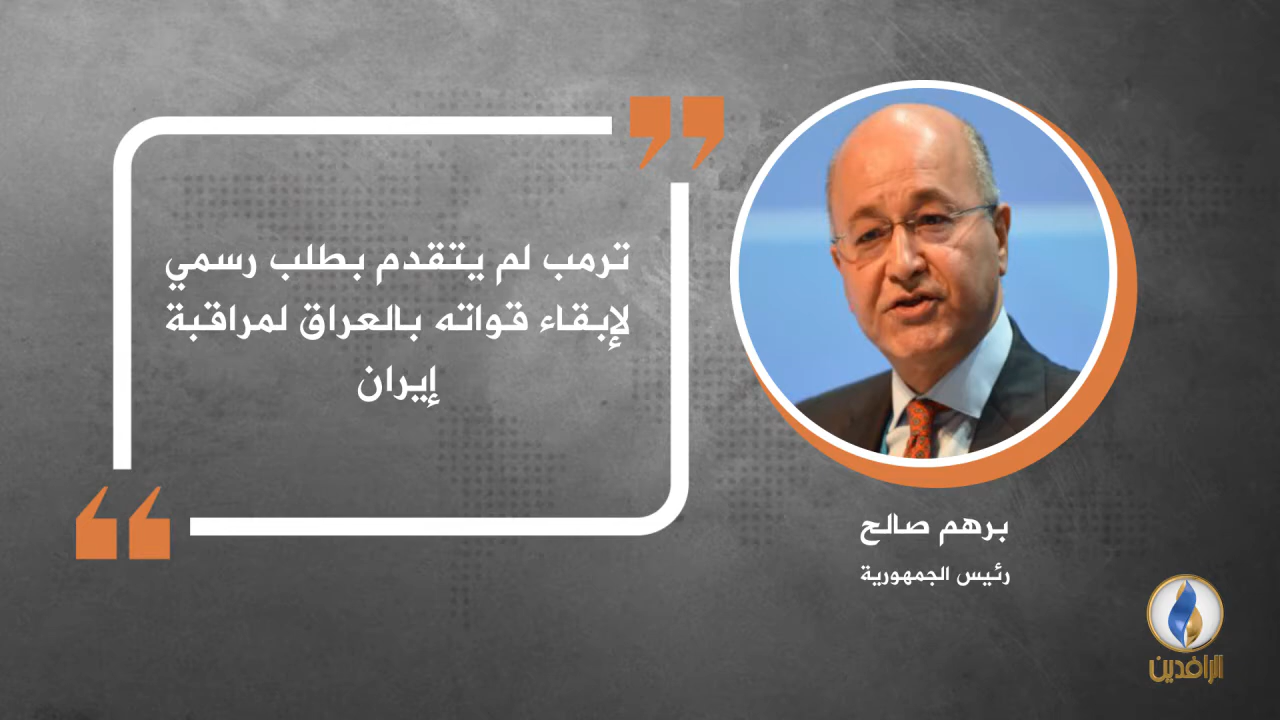 ترمب لم يتقدم بطلب رسمي
لإبقاء قواته بالعراق لمراقبة
إيران
برهم صالح
رئيس الجمهورية
الرافدين